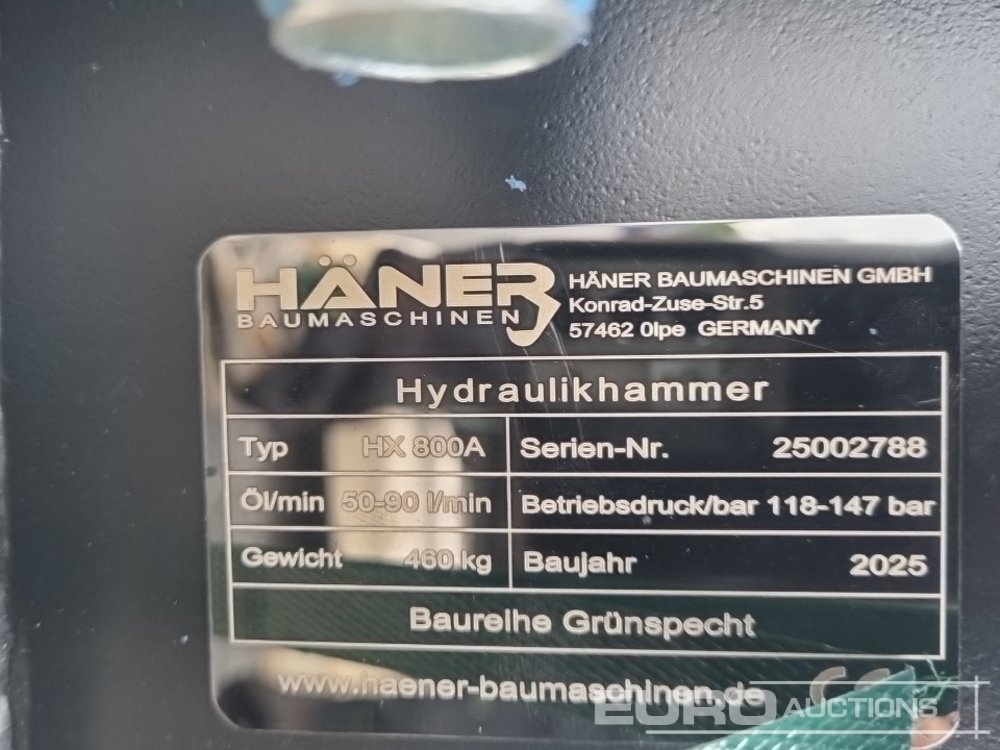 HÄNER
BAUMASCHINEN
HÄNER BAUMASCHINEN GMBH
Konrad-Zuse-Str.5
57462 Olpe GERMANY
Hydraulikhammer
Typ HX 800A Serien-Nr. 25002788
Öl/min 50-90 l/min Betriebsdruck/bar 118-147 bar
Gewicht 460 kg Baujahr 2025
Baureihe Grünspecht
www.haener-baumaschinen.de CE
EURO AUCTIONS